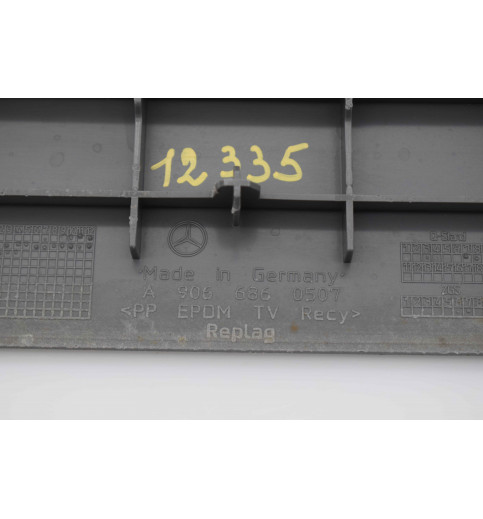 12335
Made in Germany
A 906 686 0507
<PP EPDM TV Recy>
Replag